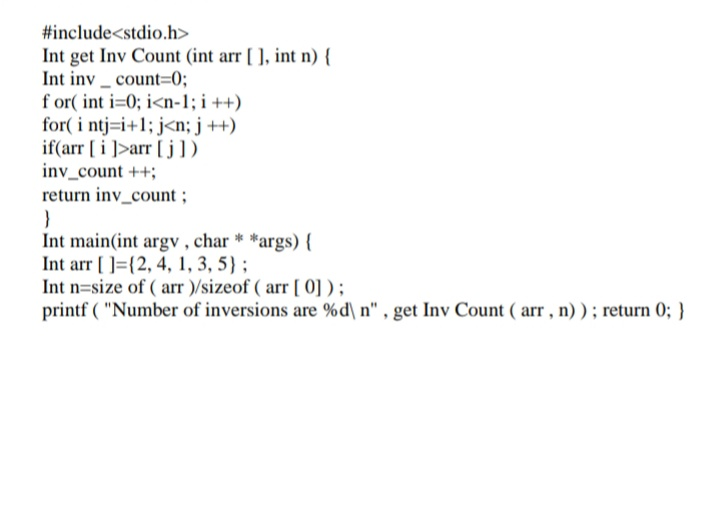 #include<stdio.h>
Int get Inv Count (int arr [ ], int n) {
Int inv _ count=0;
f or( int i=0; i<n-1; i ++)
for( i ntj=i+1; j<n; j ++)
if(arr [ i ]>arr [ j ] )
inv_count ++;
return inv_count ;
}
Int main(int argv , char * *args) {
Int arr [ ]={2, 4, 1, 3, 5} ;
Int n=size of ( arr )/sizeof ( arr [ 0] ) ;
printf ( "Number of inversions are %d\ n" , get Inv Count ( arr , n) ) ; return 0; }